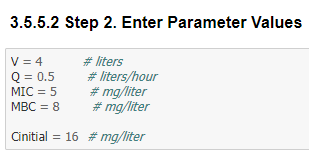 3.5.5.2 Step 2. Enter Parameter Values
V = 4 # liters
Q = 0.5 # liters/hour
MIC = 5 # mg/liter
MBC = 8 # mg/liter
Cinitial = 16 # mg/liter